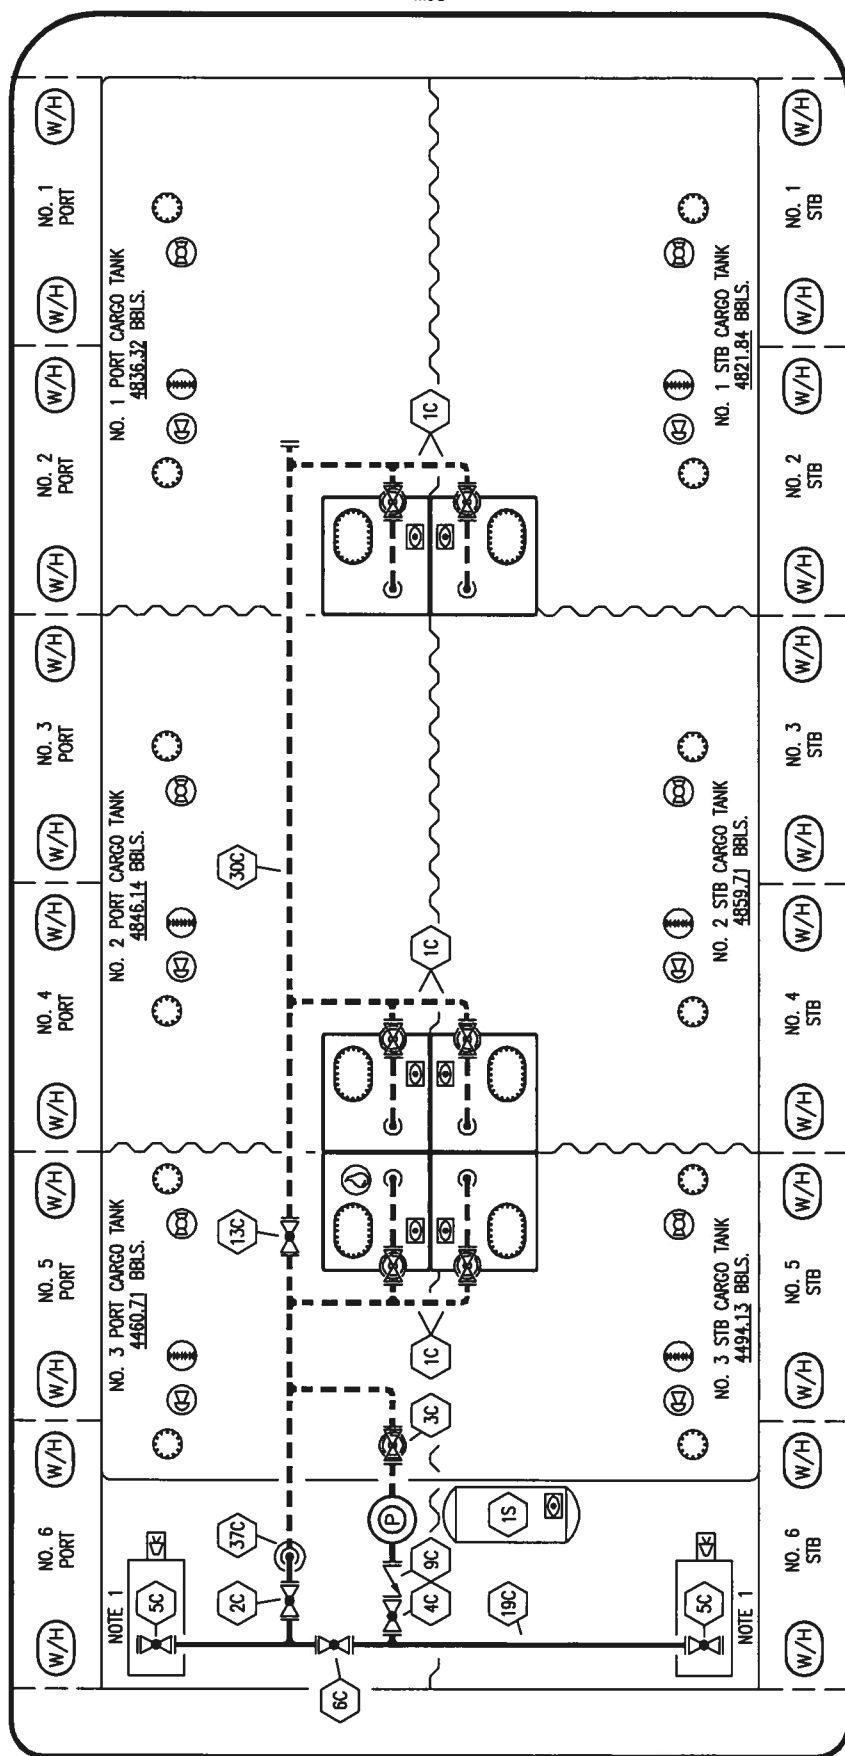 W/H
NO. 1
PORT
W/H
W/H
NO. 2
PORT
W/H
W/H
NO. 3
PORT
W/H
W/H
NO. 4
PORT
W/H
W/H
NO. 5
PORT
W/H
W/H
NO. 6
PORT
W/H
NO. 1 PORT CARGO TANK
4836.32 BBLS.
NO. 2 PORT CARGO TANK
4846.14 BBLS.
NO. 3 PORT CARGO TANK
4460.71 BBLS.
NOTE 1
5C
37C
2C
6C
13C
30C
1C
1C
1C
3C
P
9C
4C
1S
19C
5C
NOTE 1
NO. 1 STB CARGO TANK
4821.84 BBLS.
NO. 2 STB CARGO TANK
4859.71 BBLS.
NO. 3 STB CARGO TANK
4494.13 BBLS.
W/H
NO. 1
STB
W/H
W/H
NO. 2
STB
W/H
W/H
NO. 3
STB
W/H
W/H
NO. 4
STB
W/H
W/H
NO. 5
STB
W/H
W/H
NO. 6
STB
W/H